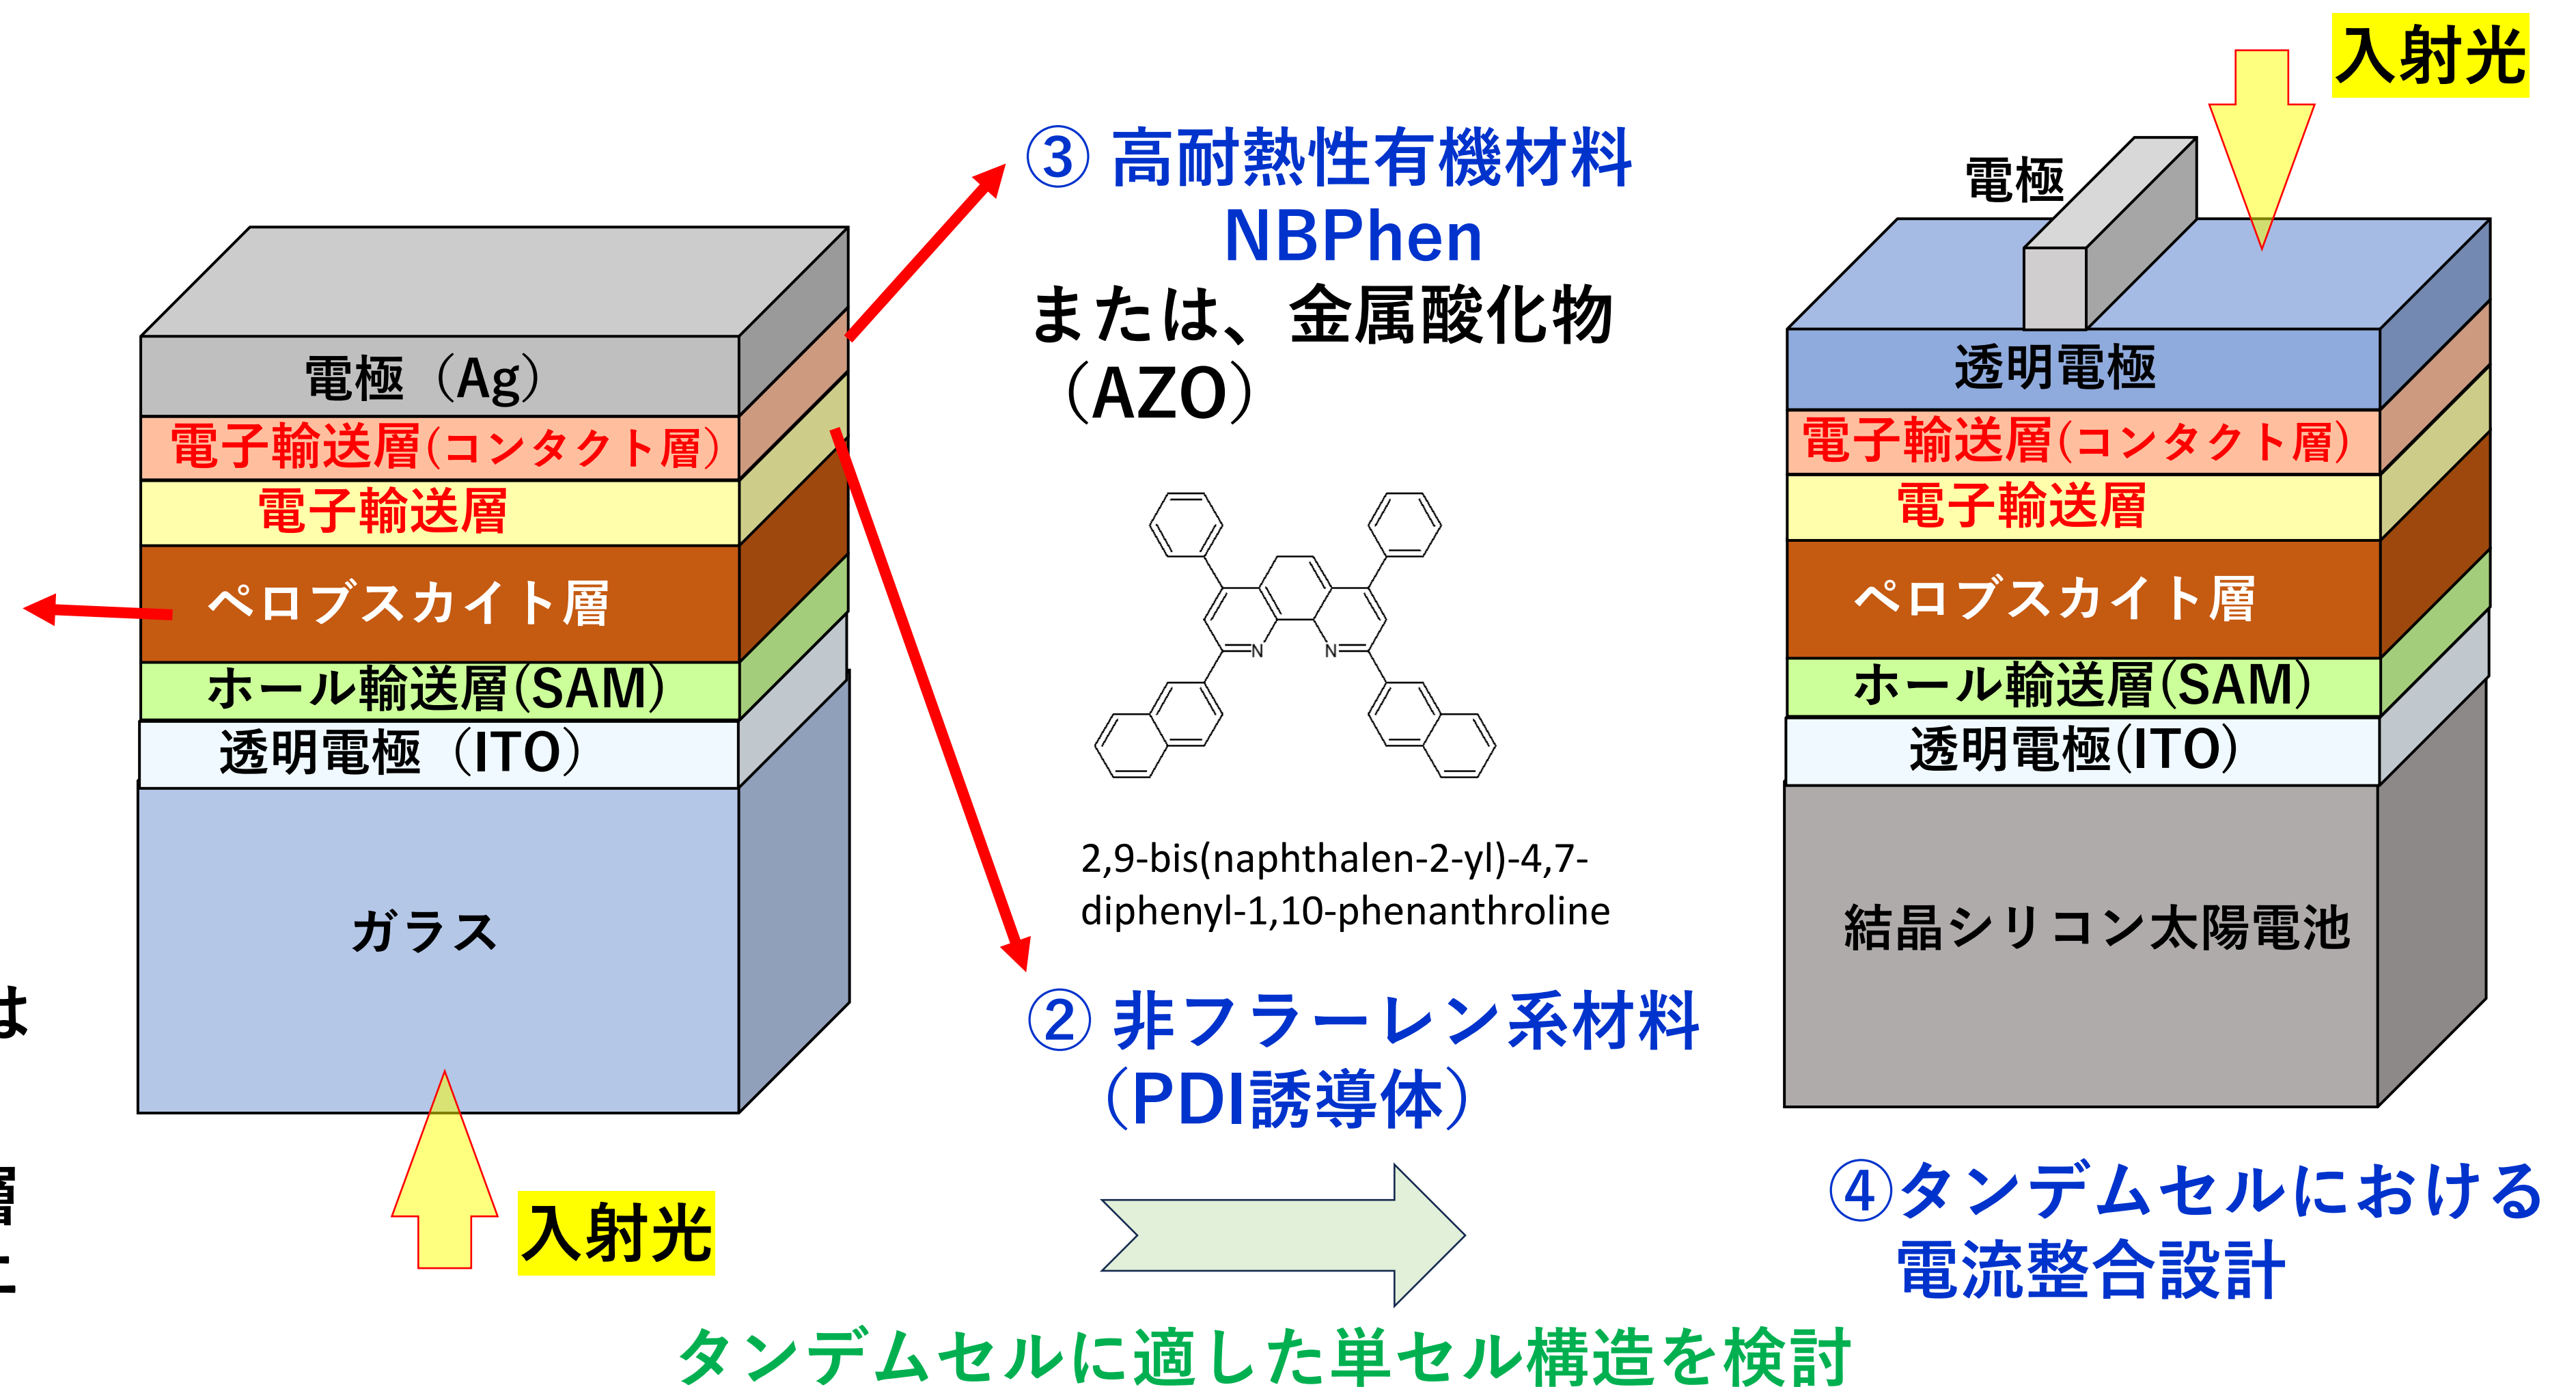 入射光
電極
③ 高耐熱性有機材料
NBPhen
または、金属酸化物
（AZO）
電極（Ag）
電子輸送層(コンタクト層)
電子輸送層
ペロブスカイト層
ホール輸送層(SAM)
透明電極（ITO）
ガラス
入射光
N
N
2,9-bis(naphthalen-2-yl)-4,7-
diphenyl-1,10-phenanthroline
② 非フラーレン系材料
（PDI誘導体）
透明電極
電子輸送層(コンタクト層)
電子輸送層
ペロブスカイト層
ホール輸送層(SAM)
透明電極(ITO)
結晶シリコン太陽電池
④タンデムセルにおける
電流整合設計
タンデムセルに適した単セル構造を検討
は
層